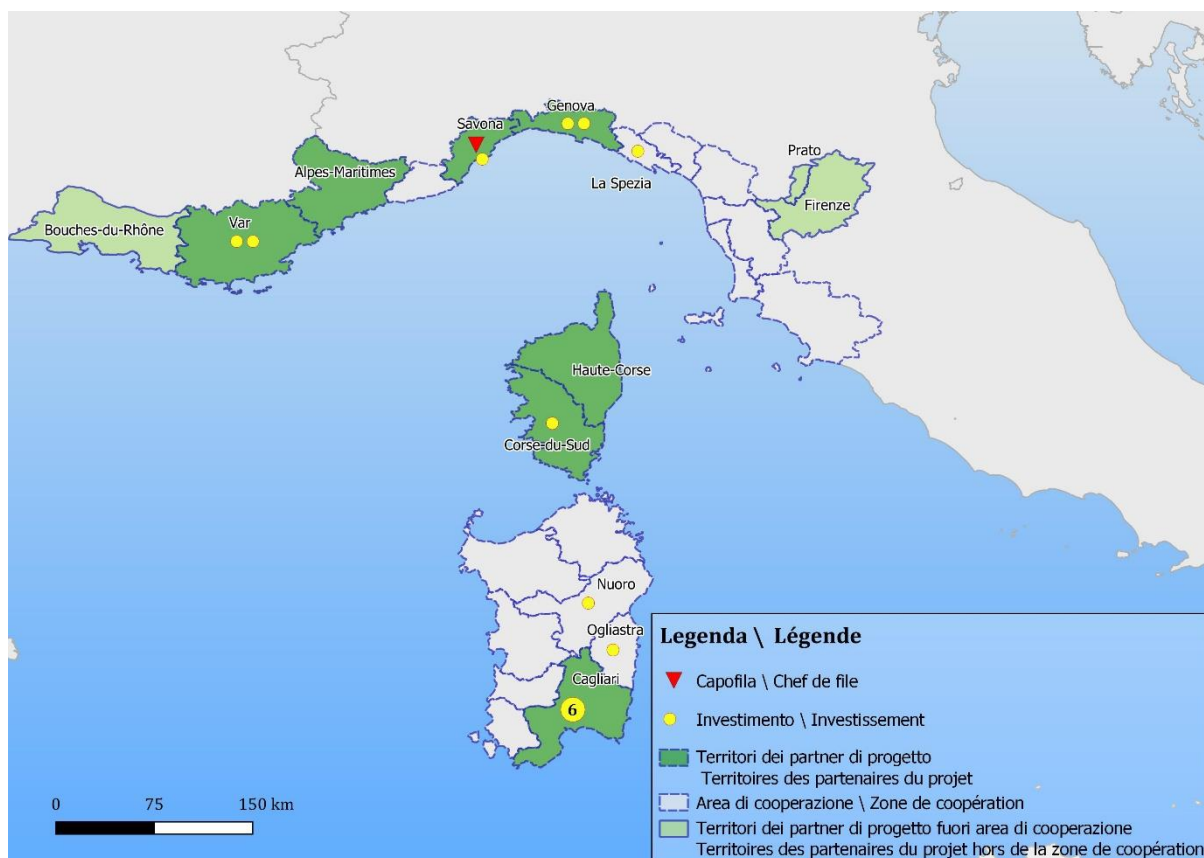 Genova
Savona
Prato
Alpes-Maritimes
La Spezia
Firenze
Var
Bouches-du-Rhône
Haute-Corse
Corse-du-Sud
Nuoro
Ogliastra
Cagliari
6
Legenda \ Légende
Capofila \ Chef de file
Investimento \ Investissement
Territori dei partner di progetto
Territoires des partenaires du projet
Area di cooperazione \ Zone de coopération
Territori dei partner di progetto fuori area di cooperazione
Territoires des partenaires du projet hors de la zone de coopération
0 75 150 km